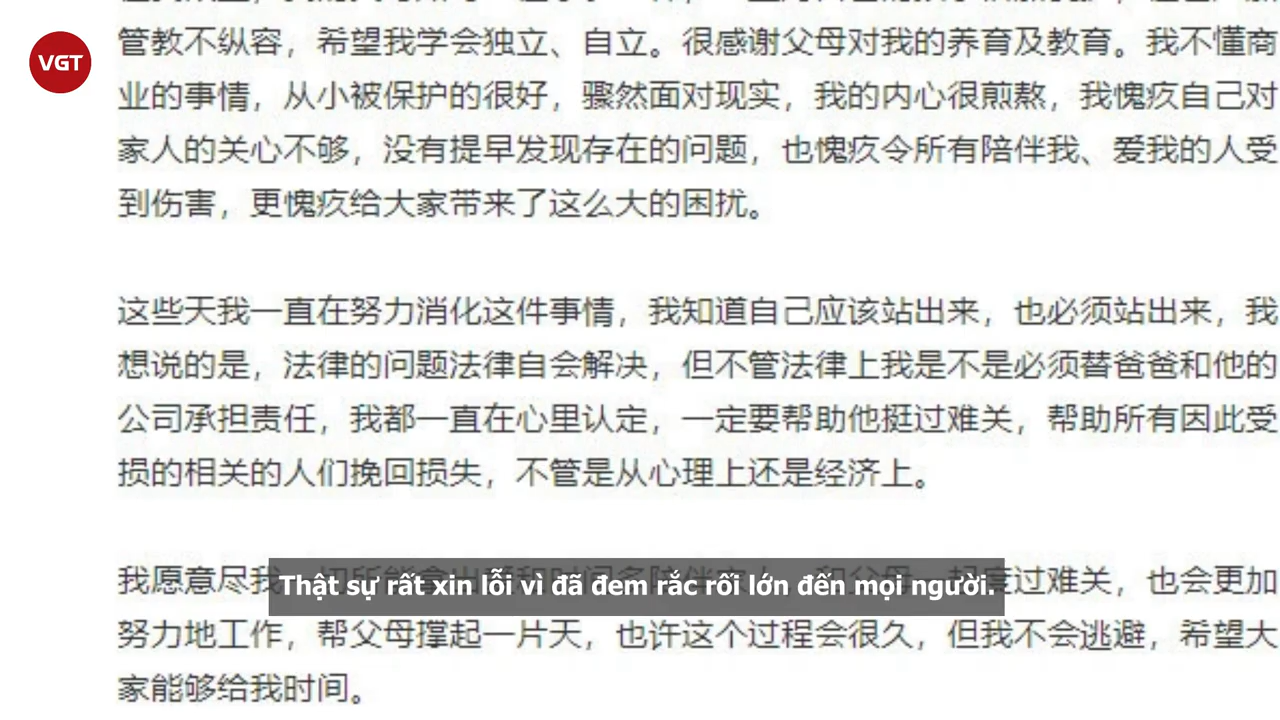 VGT
管教不纵容，希望我学会独立、自立。很感谢父母对我的养育及教育。我不懂商
业的事情，从小被保护的很好，骤然面对现实，我的内心很煎熬，我愧疚自己对
家人的关心不够，没有提早发现存在的问题，也愧疚令所有陪伴我、爱我的人受
到伤害，更愧疚给大家带来了这么大的困扰。
这些天我一直在努力消化这件事情，我知道自己应该站出来，也必须站出来，我
想说的是，法律的问题法律自会解决，但不管法律上我是不是必须替爸爸和他的
公司承担责任，我都一直在心里认定，一定要帮助他挺过难关，帮助所有因此受
损的相关的人们挽回损失，不管是从心理上还是经济上。
我愿意尽我 过难关，也会更加
Thật sự rất xin lỗi vì đã đem rắc rối lớn đến mọi người.
努力地工作，帮父母撑起一片天，也许这个过程会很久，但我不会逃避，希望大
家能够给我时间。